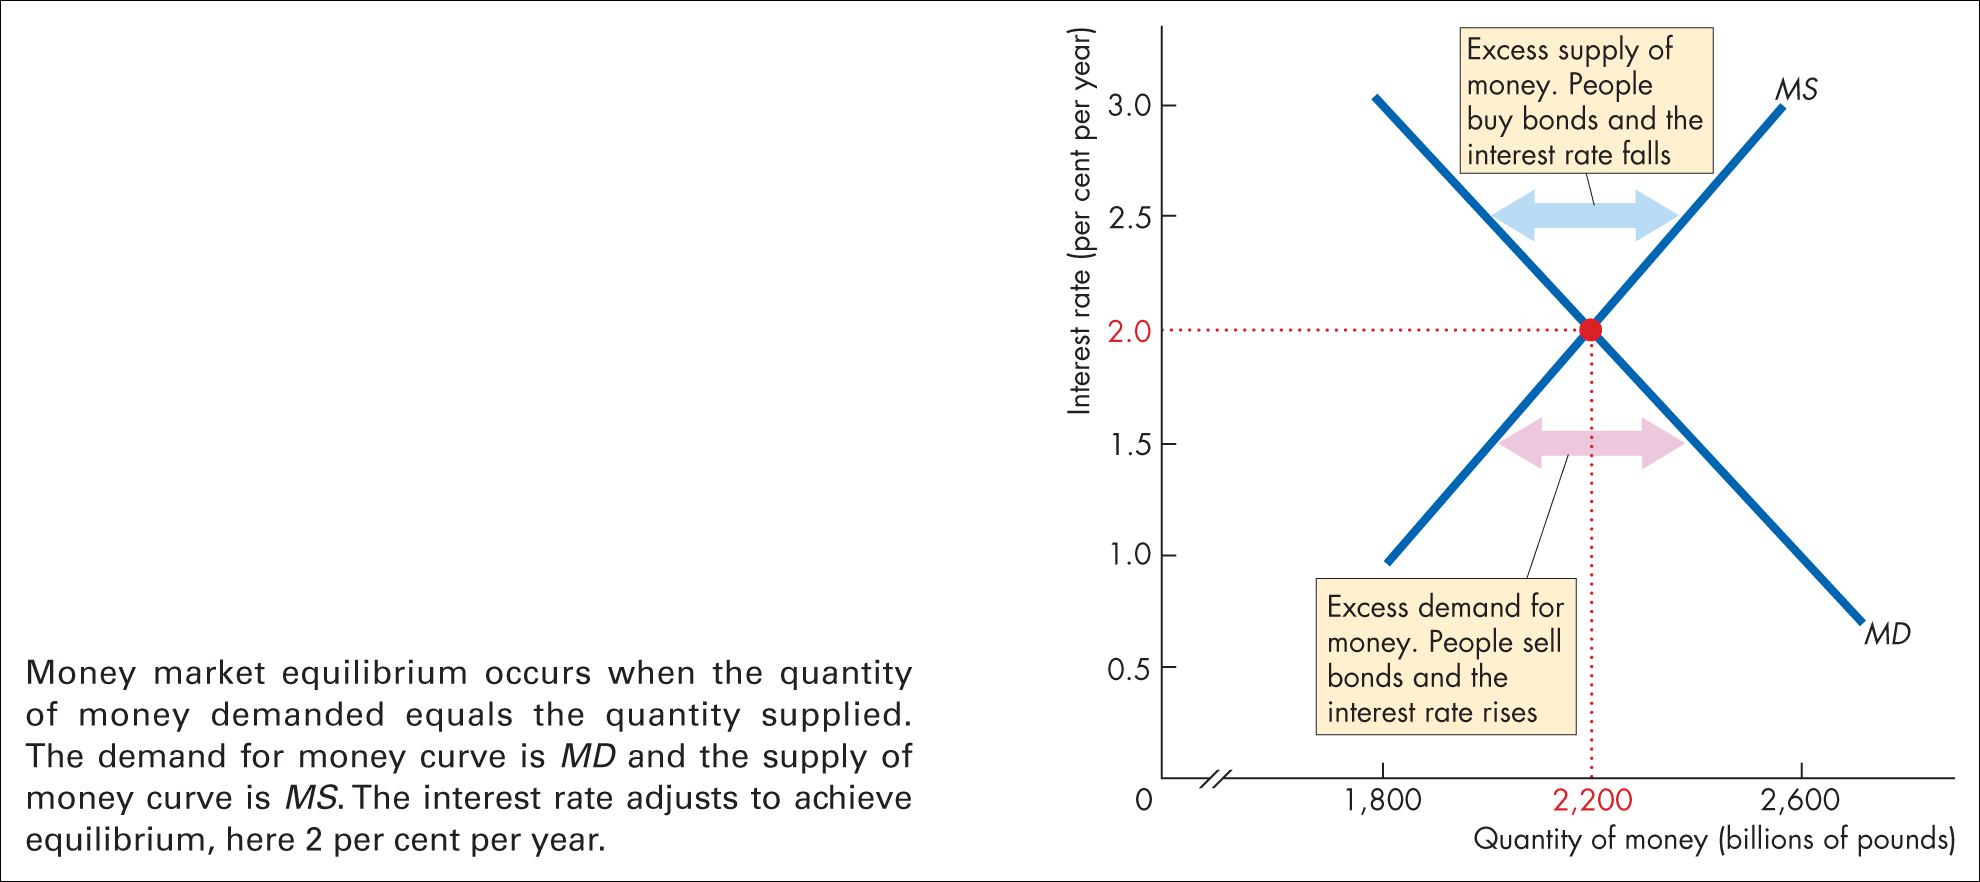 Money market equilibrium occurs when the quantity
of money demanded equals the quantity supplied.
The demand for money curve is MD and the supply of
money curve is MS. The interest rate adjusts to achieve
equilibrium, here 2 per cent per year.
Interest rate (per cent per year)
3.0
2.5
2.0
1.5
1.0
0.5
0
Excess supply of
money. People
buy bonds and the
interest rate falls
MS
Excess demand for
money. People sell
bonds and the
interest rate rises
MD
1,800
2,200
2,600
Quantity of money (billions of pounds)